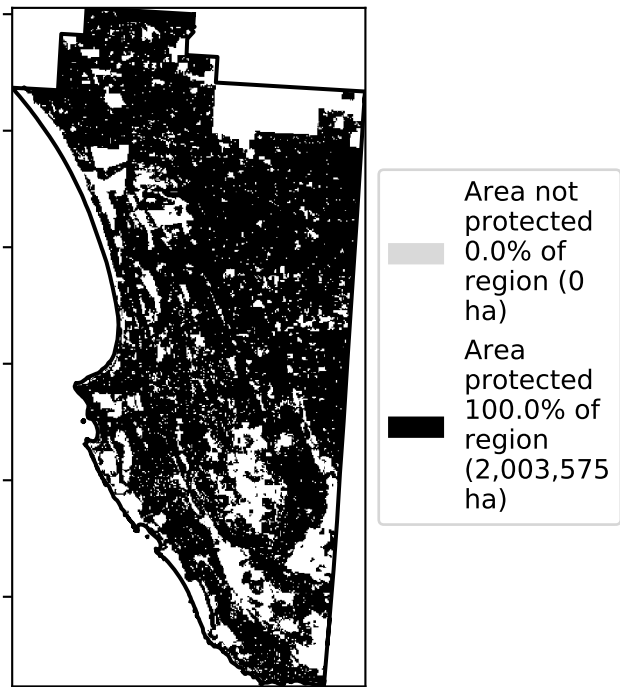 Area not
protected
0.0% of
region (0
ha)
Area
protected
100.0% of
region
(2,003,575
ha)